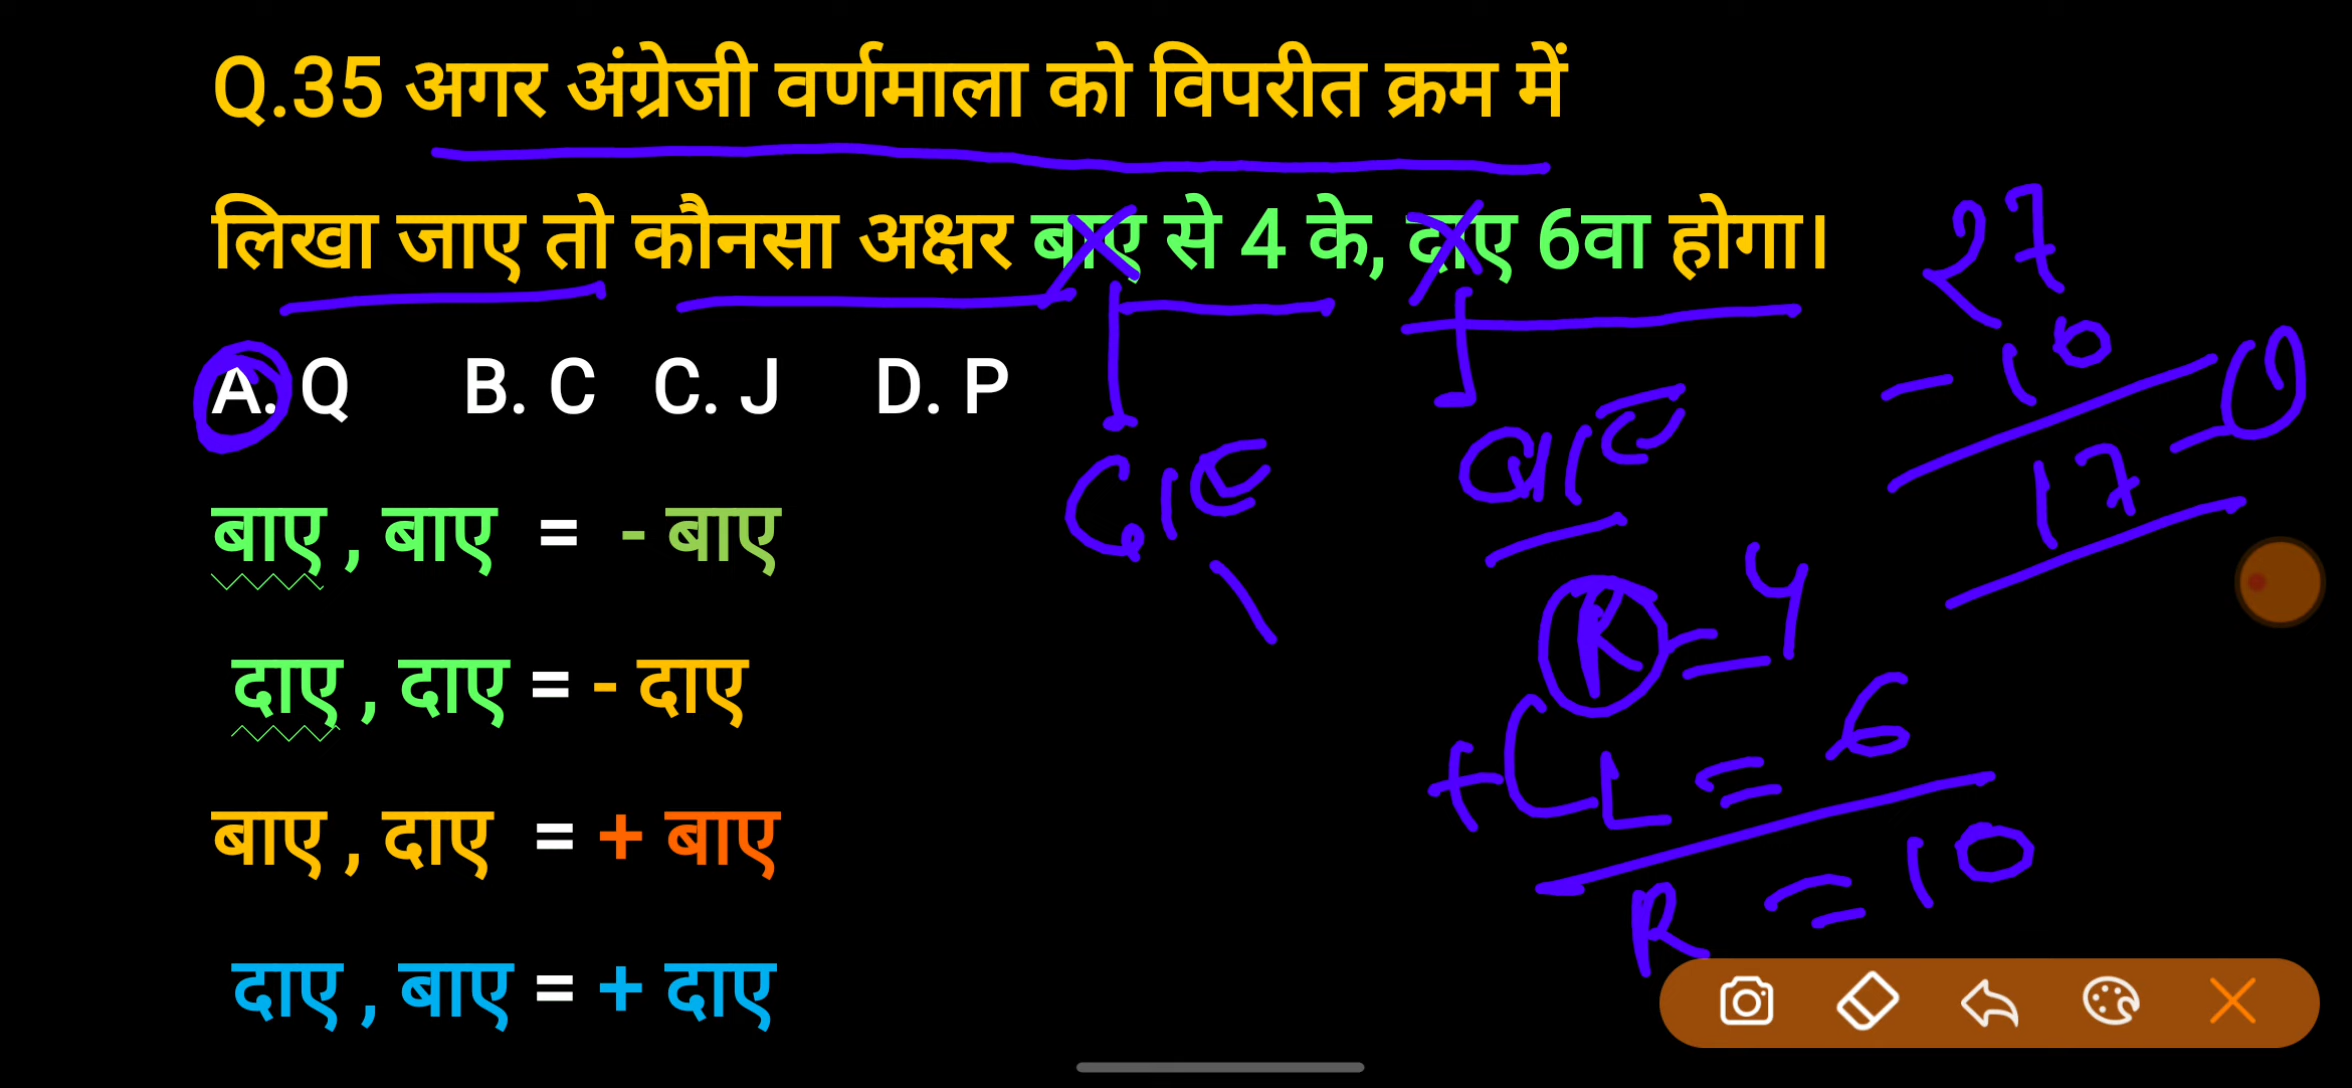 Q.35 अगर अंग्रेजी वर्णमाला को विपरीत क्रम में
लिखा जाए तो कौनसा अक्षर बाए से 4 के, दाए 6वा होगा।
A. Q B. C C. J D. P
बाए , बाए = - बाए
दाए , दाए = - दाए
बाए , दाए = + बाए
दाए , बाए = + दाए
27
- 10
17 - Q
दाए
बाए
R = 4
+ L = 6
R = 10